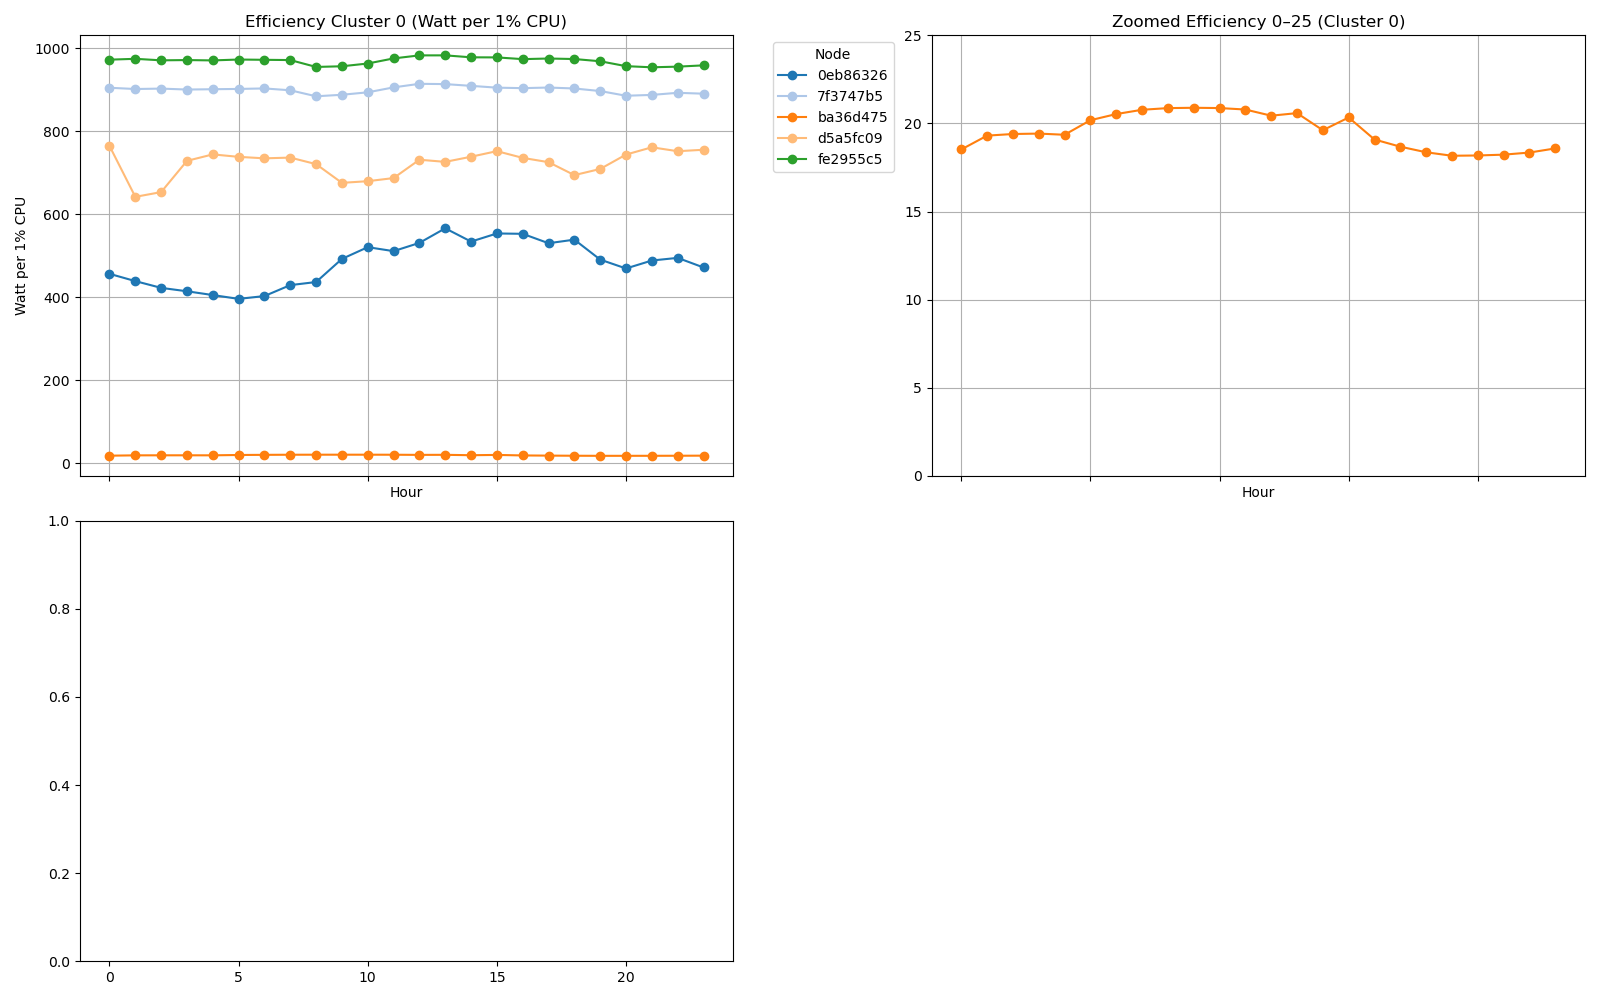 Efficiency Cluster 0 (Watt per 1% CPU)
1000
800
600
400
200
0
Watt per 1% CPU
Hour
Node
0eb86326
7f3747b5
ba36d475
d5a5fc09
fe2955c5
Zoomed Efficiency 0–25 (Cluster 0)
25
20
15
10
5
0
Hour
1.0
0.8
0.6
0.4
0.2
0.0
0 5 10 15 20